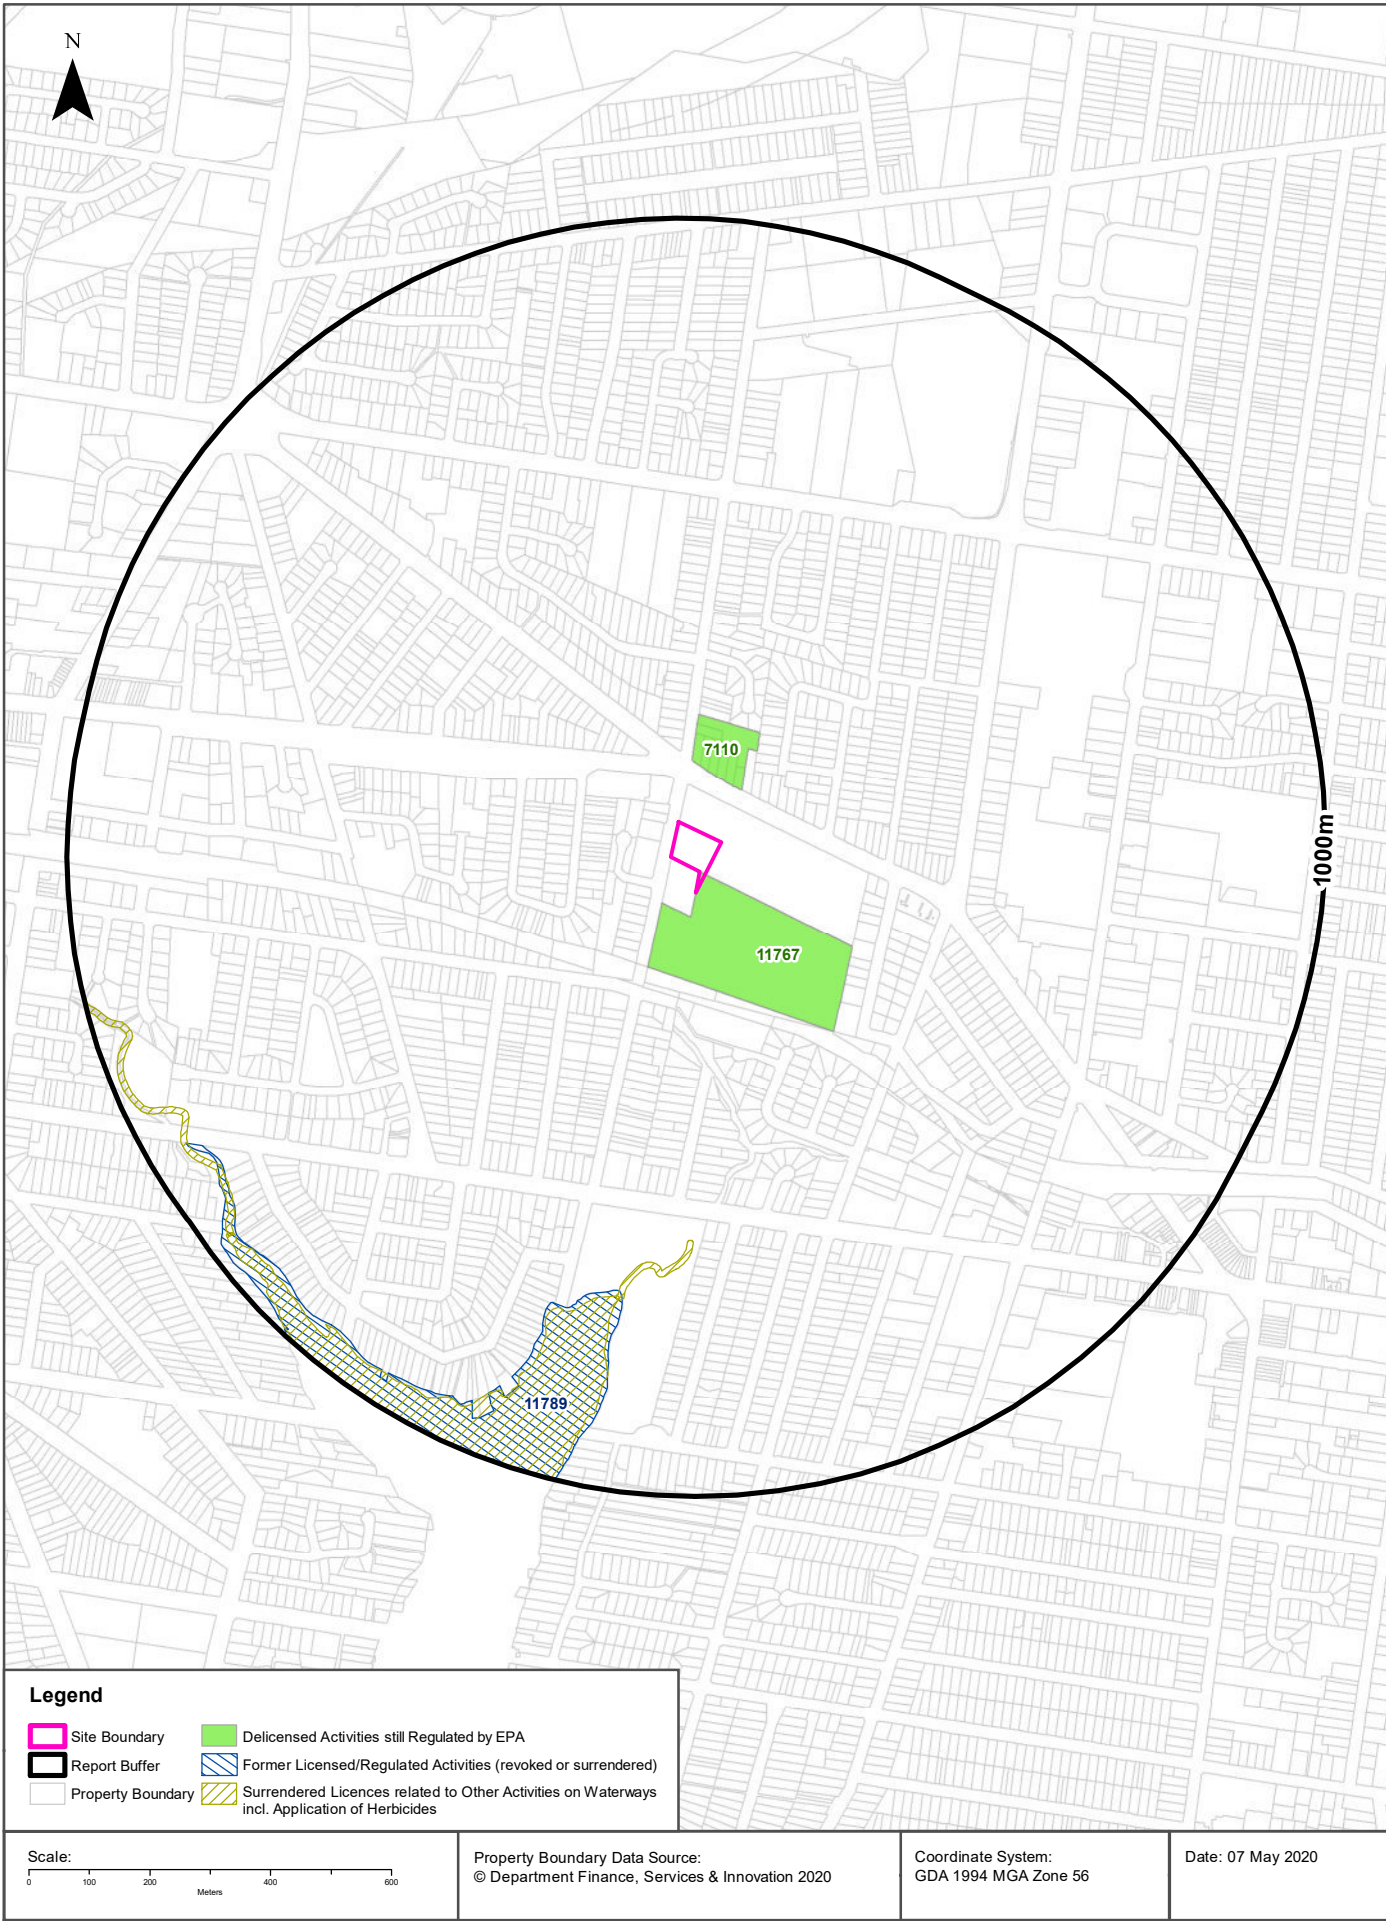 N
7110
1000m
11767
11789
Legend
Site Boundary
Delicensed Activities still Regulated by EPA
Report Buffer
Former Licensed/Regulated Activities (revoked or surrendered)
Property Boundary
Surrendered Licences related to Other Activities on Waterways
incl. Application of Herbicides
Scale:
0 100 200 400 600
Meters
Property Boundary Data Source:
© Department Finance, Services & Innovation 2020
Coordinate System:
GDA 1994 MGA Zone 56
Date: 07 May 2020